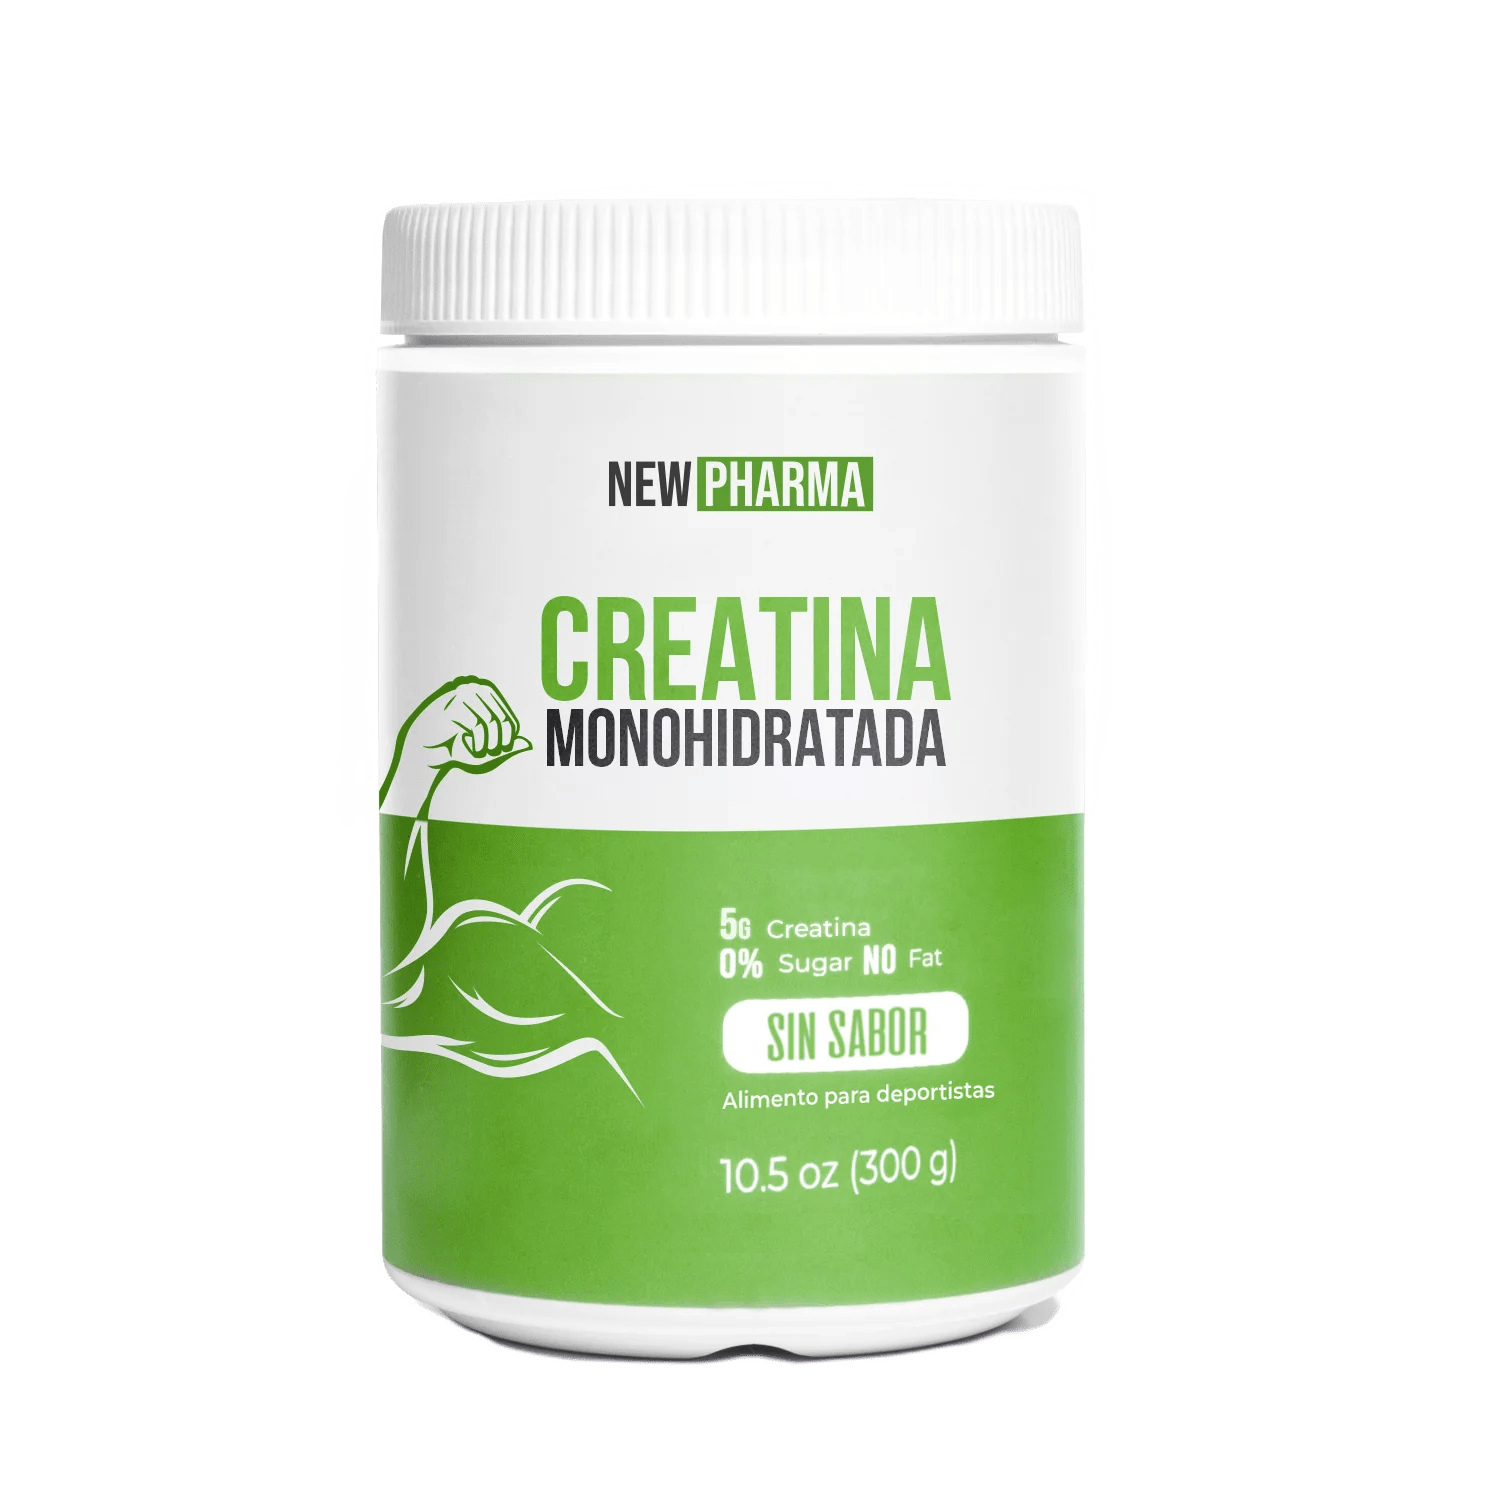 NEW PHARMA
CREATINA
MONOHIDRATADA
5G Creatina
0% Sugar NO Fat
SIN SABOR
Alimento para deportistas
10.5 oz (300 g)